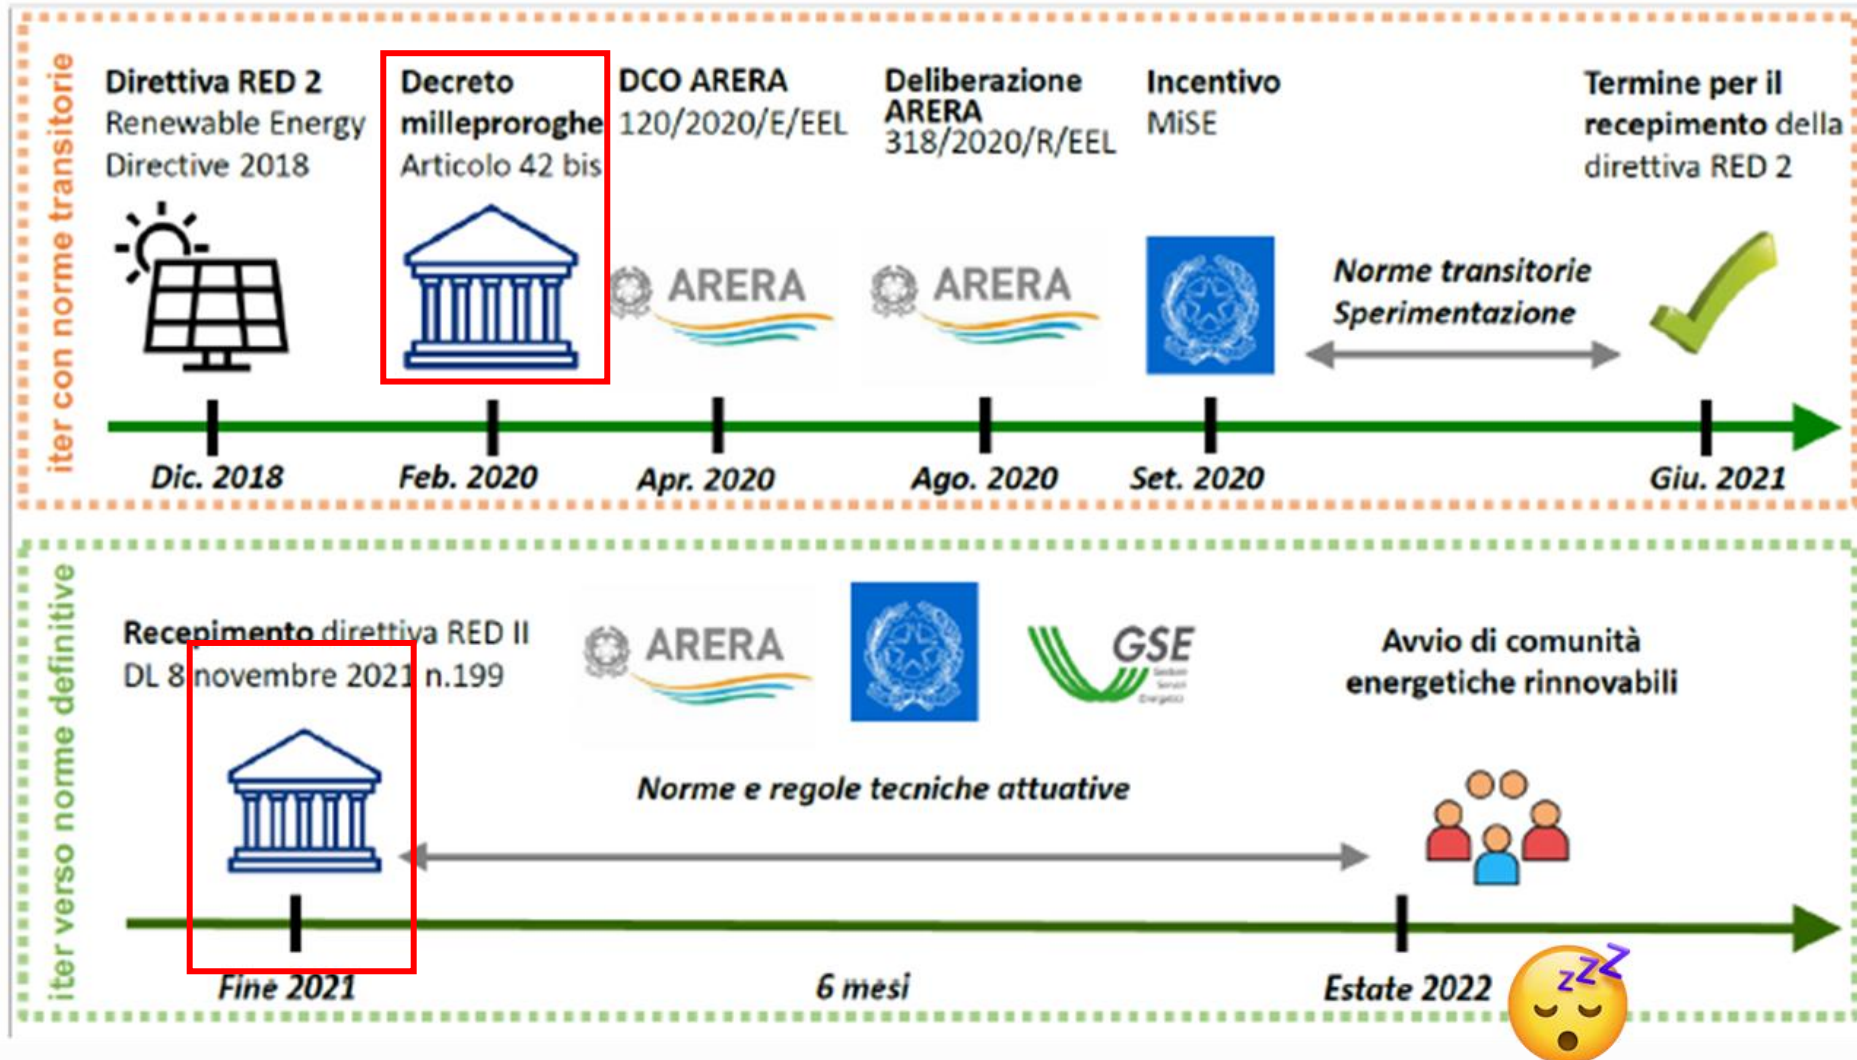 iter con norme transitorie
Direttiva RED 2
Renewable Energy
Directive 2018
Decreto
milleproroghe
Articolo 42 bis
DCO ARERA
120/2020/E/EEL
Deliberazione
ARERA
318/2020/R/EEL
Incentivo
MiSE
Termine per il
recepimento della
direttiva RED 2
ARERA
ARERA
Norme transitorie
Sperimentazione
Dic. 2018
Feb. 2020
Apr. 2020
Ago. 2020
Set. 2020
Giu. 2021
iter verso norme definitive
Recepimento direttiva RED II
DL 8 novembre 2021 n.199
ARERA
GSE
Gestore
Servizi
Energetici
Avvio di comunità
energetiche rinnovabili
Norme e regole tecniche attuative
Fine 2021
6 mesi
Estate 2022
zzZ